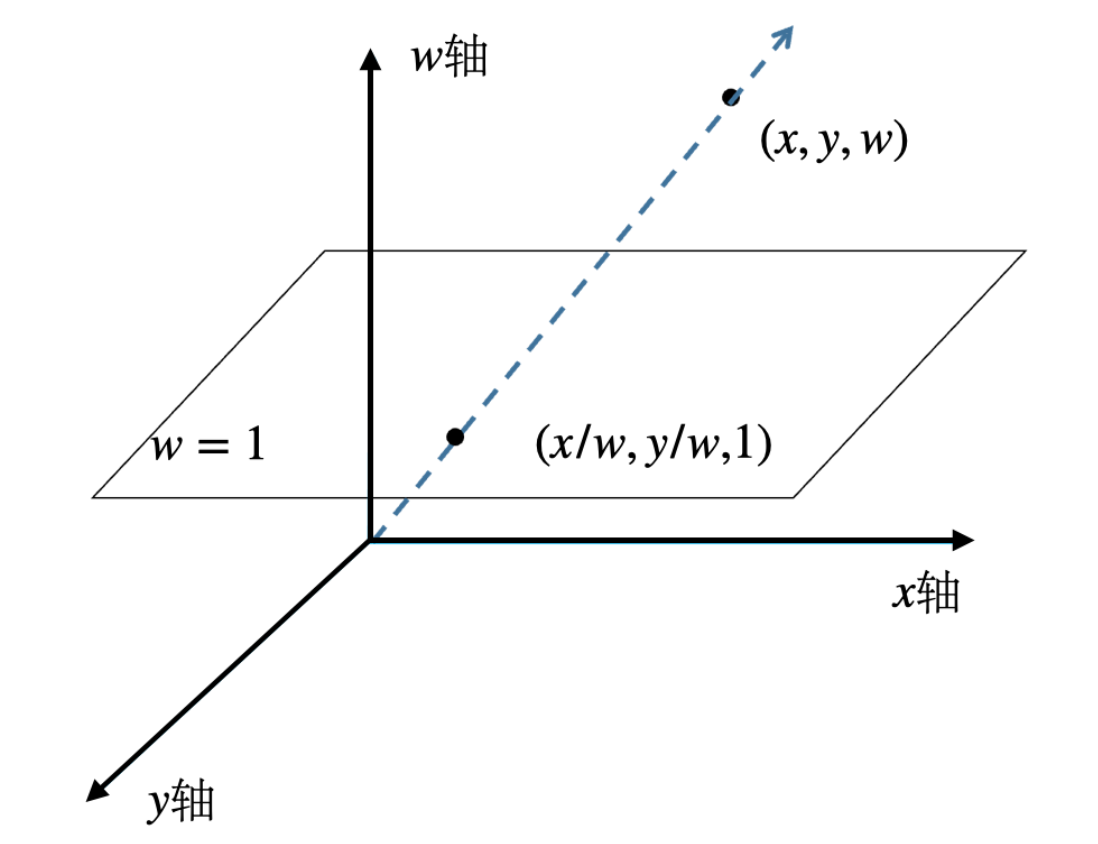 w轴
(x, y, w)
w = 1
(x/w, y/w,1)
x轴
y轴